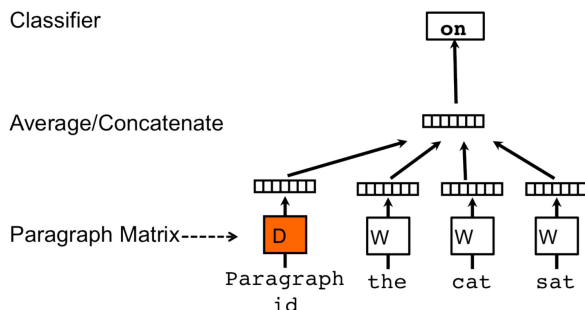 Classifier
on
Average/Concatenate
Paragraph Matrix
D
W
W
W
Paragraph id
the
cat
sat